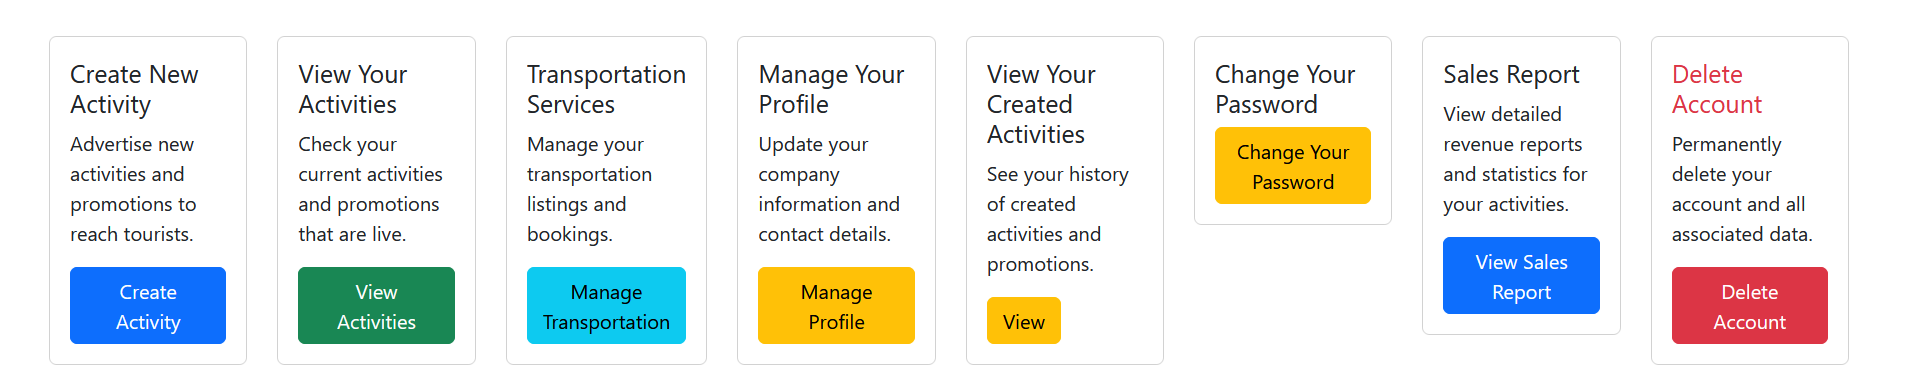 Create New
Activity
Advertise new
activities and
promotions to
reach tourists.
Create
Activity
View Your
Activities
Check your
current activities
and promotions
that are live.
View
Activities
Transportation
Services
Manage your
transportation
listings and
bookings.
Manage
Transportation
Manage Your
Profile
Update your
company
information and
contact details.
Manage
Profile
View Your
Created
Activities
See your history
of created
activities and
promotions.
View
Change Your
Password
Change Your
Password
Sales Report
View detailed
revenue reports
and statistics for
your activities.
View Sales
Report
Delete
Account
Permanently
delete your
account and all
associated data.
Delete
Account